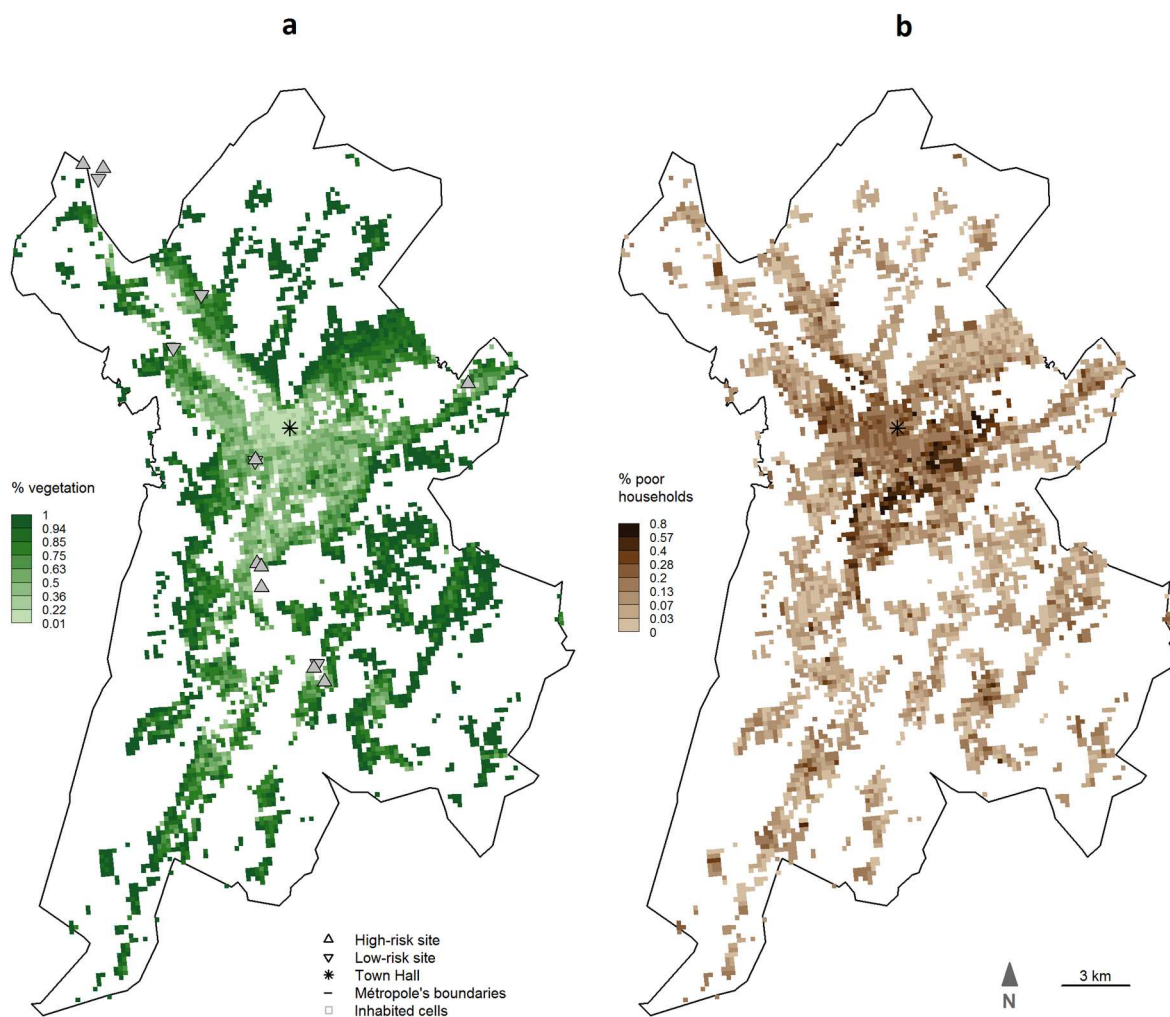 a
b
% vegetation
1
0.94
0.85
0.75
0.63
0.5
0.36
0.22
0.01
% poor
households
0.8
0.57
0.4
0.28
0.2
0.13
0.07
0.03
0
High-risk site
Low-risk site
Town Hall
Métropole's boundaries
Inhabited cells
N
3 km